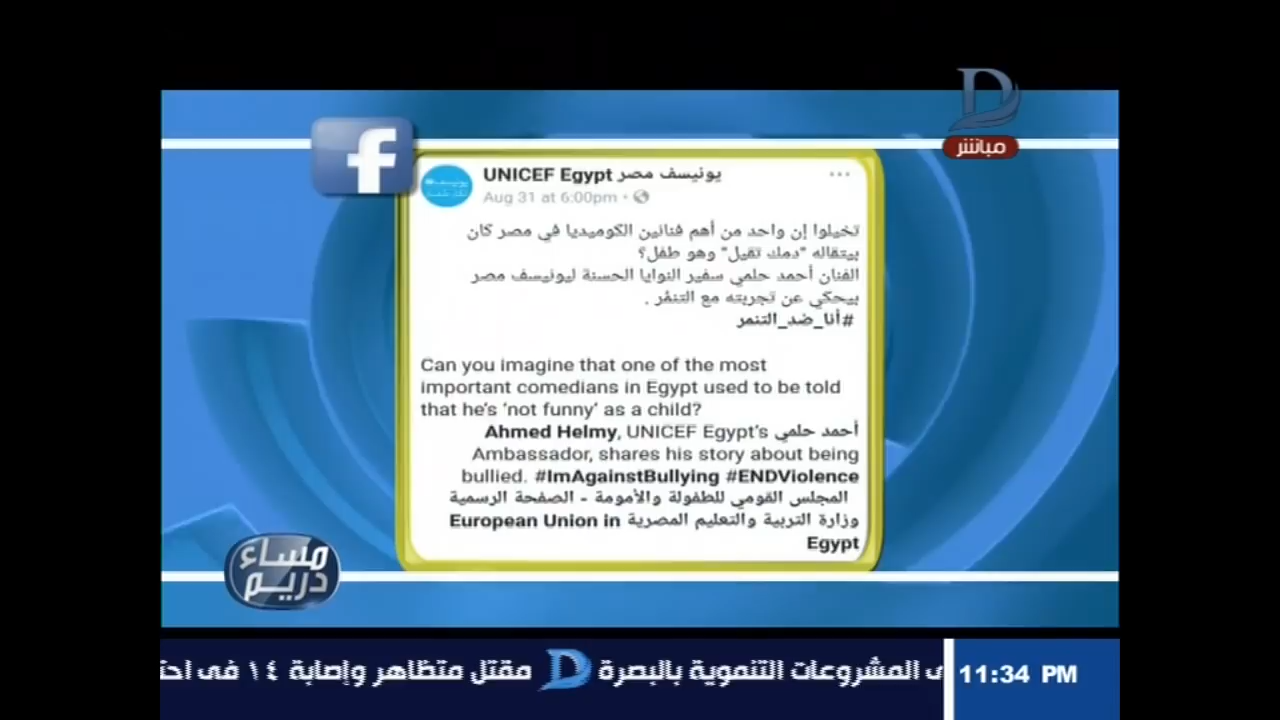 D
مباشر
f
UNICEF Egypt يونيسف مصر
Aug 31 at 6:00pm •
تخيلوا إن واحد من أهم فنانين الكوميديا في مصر كان
بيتقاله "دمك تقيل" وهو طفل؟
الفنان أحمد حلمي سفير النوايا الحسنة ليونيسف مصر
بيحكي عن تجربته مع التنمُر .
#أنا_ضد_التنمر
Can you imagine that one of the most
important comedians in Egypt used to be told
that he's 'not funny' as a child?
Ahmed Helmy, UNICEF Egypt's أحمد حلمي
Ambassador, shares his story about being
bullied. #ImAgainstBullying #ENDViolence
المجلس القومي للطفولة والأمومة - الصفحة الرسمية
وزارة التربية والتعليم المصرية European Union in
Egypt
مساء
دريم
ى المشروعات التنموية بالبصرة D مقتل متظاهر وإصابة ١٤ فى احت
11:34 PM